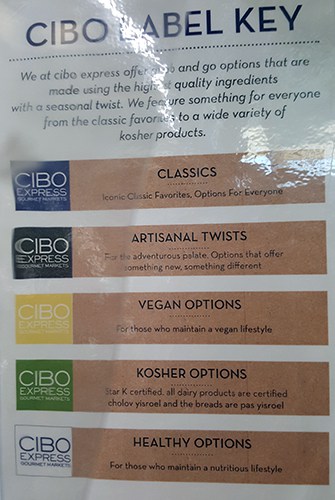 CIBO LABEL KEY
We at cibo express offer and go options that are
made using the highest quality ingredients
with a seasonal twist. We feature something for everyone
from the classic favorites to a wide variety of
kosher products.
CIBO
EXPRESS
GOURMET MARKETS
CLASSICS
Iconic Classic Favorites, Options For Everyone
CIBO
EXPRESS
GOURMET MARKETS
ARTISANAL TWISTS
For the adventurous palate. Options that offer
something new, something different
CIBO
EXPRESS
GOURMET MARKETS
VEGAN OPTIONS
For those who maintain a vegan lifestyle
CIBO
EXPRESS
GOURMET MARKETS
KOSHER OPTIONS
Star K certified, all dairy products are certified
cholov yisroel and the breads are pas yisroel
CIBO
EXPRESS
GOURMET MARKETS
HEALTHY OPTIONS
For those who maintain a nutritious lifestyle